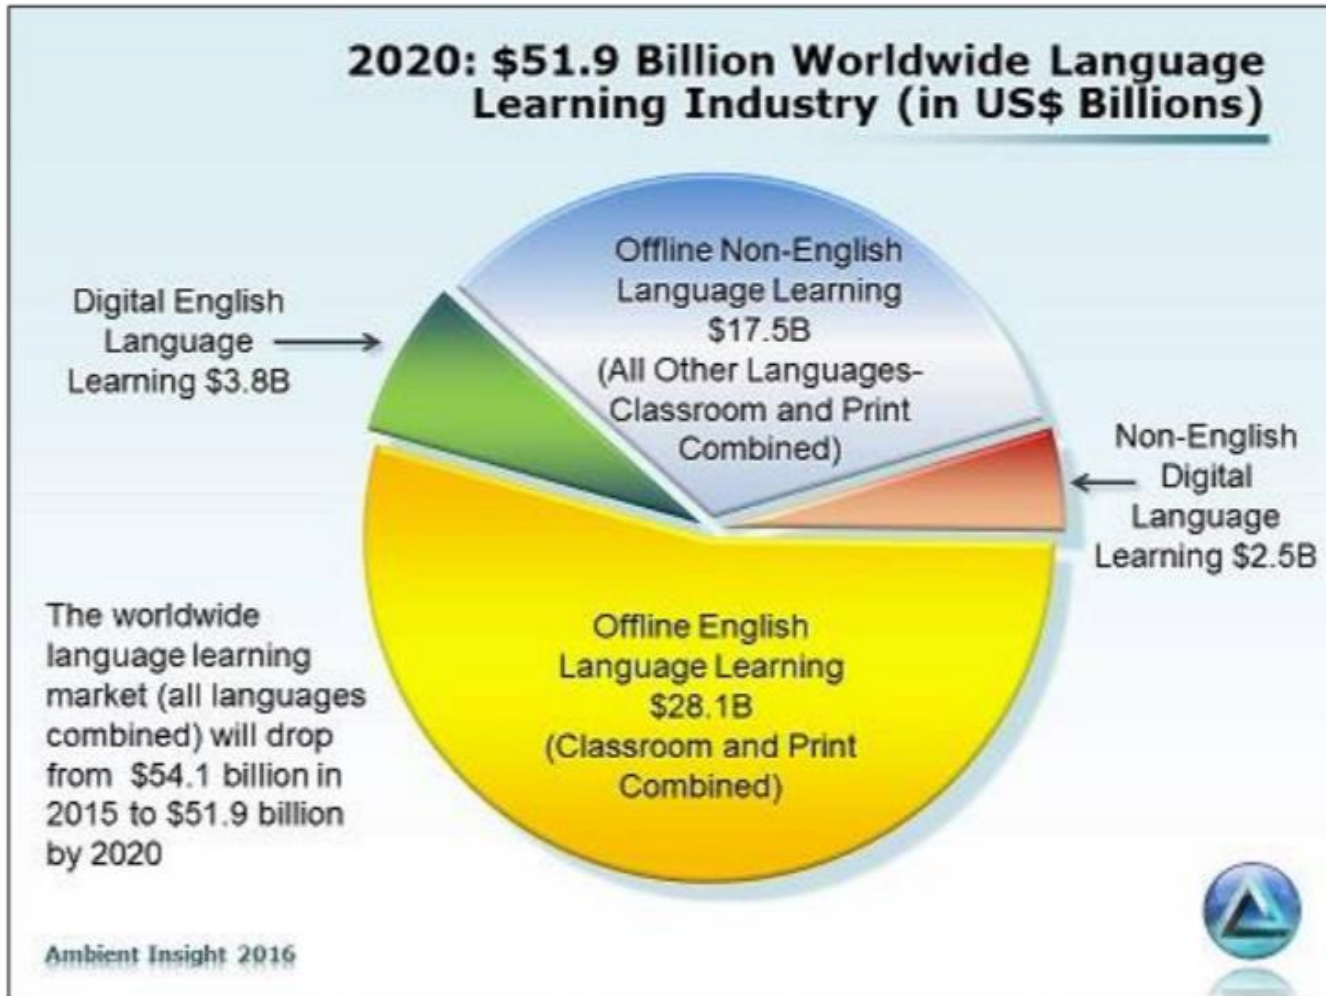 2020: $51.9 Billion Worldwide Language
Learning Industry (in US$ Billions)
Offline Non-English
Language Learning
$17.5B
(All Other Languages-
Classroom and Print
Combined)
Digital English
Language
Learning $3.8B
Non-English
Digital
Language
Learning $2.5B
Offline English
Language Learning
$28.1B
(Classroom and Print
Combined)
The worldwide
language learning
market (all languages
combined) will drop
from $54.1 billion in
2015 to $51.9 billion
by 2020
Ambient Insight 2016